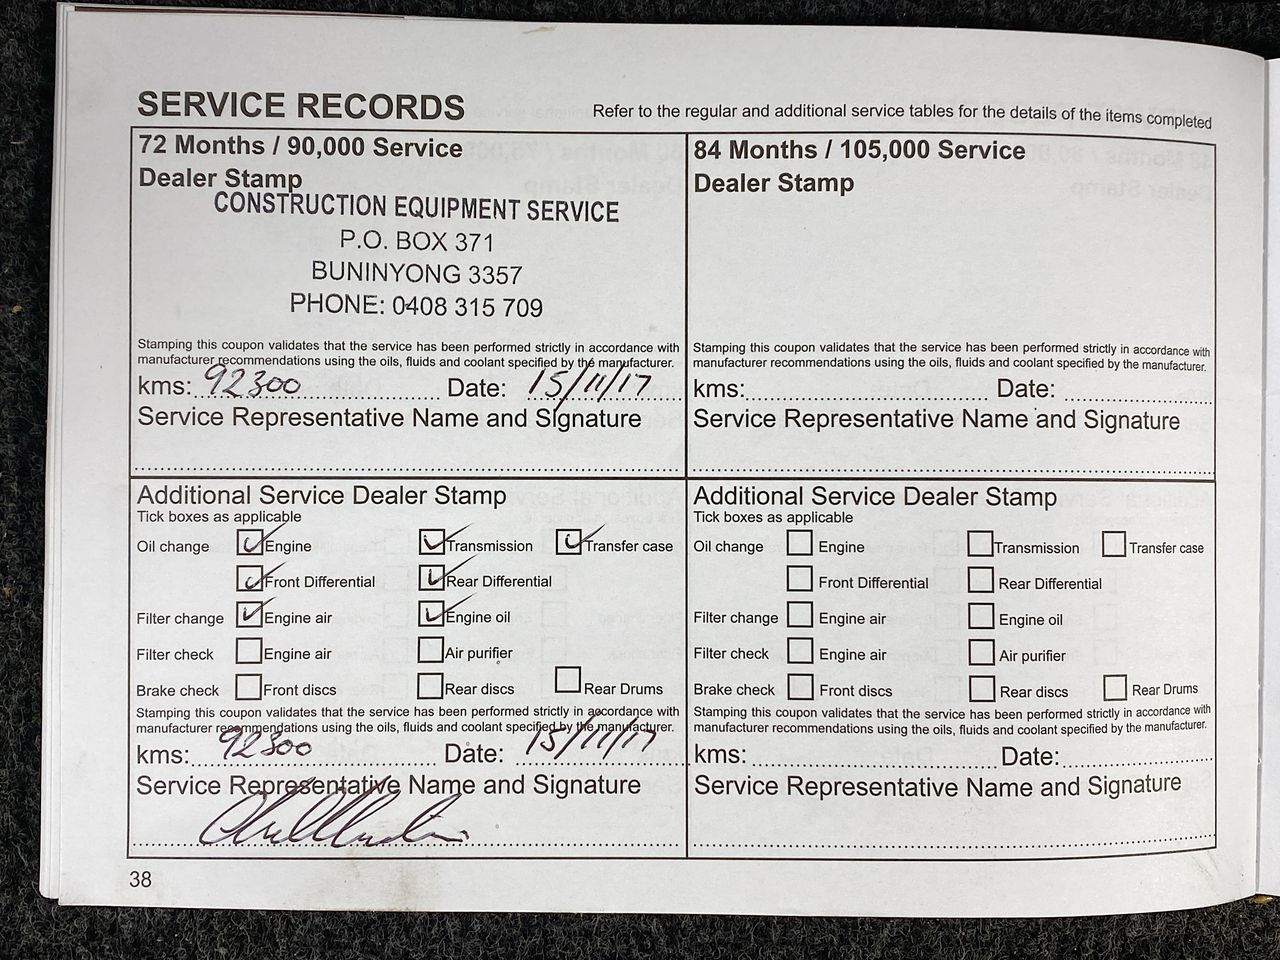 SERVICE RECORDS
Refer to the regular and additional service tables for the details of the items completed
72 Months / 90,000 Service
Dealer Stamp
CONSTRUCTION EQUIPMENT SERVICE
P.O. BOX 371
BUNINYONG 3357
PHONE: 0408 315 709
Stamping this coupon validates that the service has been performed strictly in accordance with
manufacturer recommendations using the oils, fluids and coolant specified by the manufacturer.
kms: 92300 Date: 15/11/17
Service Representative Name and Signature
Additional Service Dealer Stamp
Tick boxes as applicable
Oil change Engine Transmission Transfer case
Front Differential Rear Differential
Filter change Engine air Engine oil
Filter check Engine air Air purifier
Brake check Front discs Rear discs Rear Drums
Stamping this coupon validates that the service has been performed strictly in accordance with
manufacturer recommendations using the oils, fluids and coolant specified by the manufacturer.
kms: 92300 Date: 15/11/17
Service Representative Name and Signature
84 Months / 105,000 Service
Dealer Stamp
Stamping this coupon validates that the service has been performed strictly in accordance with
manufacturer recommendations using the oils, fluids and coolant specified by the manufacturer.
kms: Date:
Service Representative Name and Signature
Additional Service Dealer Stamp
Tick boxes as applicable
Oil change Engine Transmission Transfer case
Front Differential Rear Differential
Filter change Engine air Engine oil
Filter check Engine air Air purifier
Brake check Front discs Rear discs Rear Drums
Stamping this coupon validates that the service has been performed strictly in accordance with
manufacturer recommendations using the oils, fluids and coolant specified by the manufacturer.
kms: Date:
Service Representative Name and Signature
38